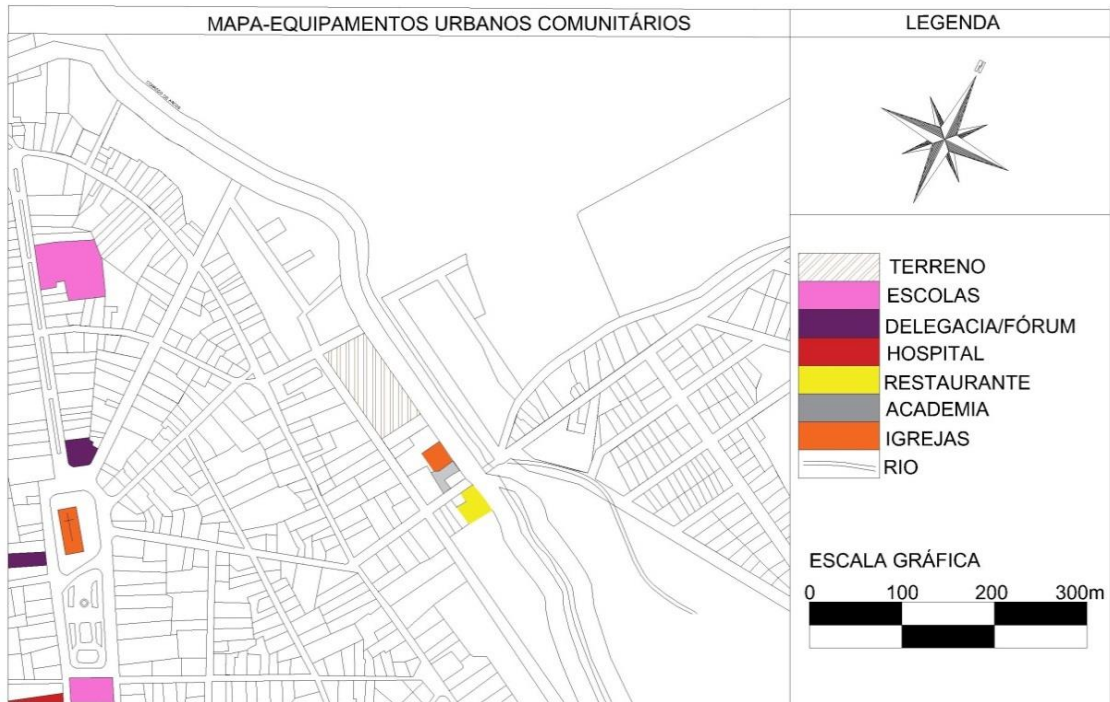 MAPA-EQUIPAMENTOS URBANOS COMUNITÁRIOS
LEGENDA
TERRENO
ESCOLAS
DELEGACIA/FÓRUM
HOSPITAL
RESTAURANTE
ACADEMIA
IGREJAS
RIO
ESCALA GRÁFICA
0 100 200 300m